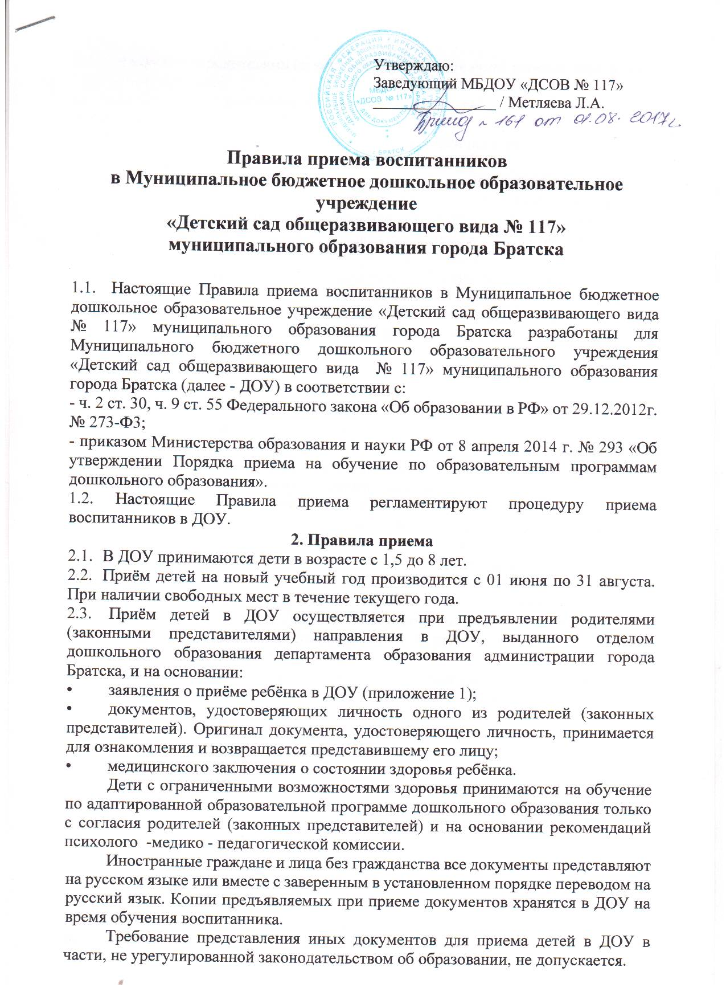 Утверждаю:
Заведующий МБДОУ «ДСОВ № 117»
________________ / Метляева Л.А.
от 01.08.2017г.
РОССИЙСКАЯ ФЕДЕРАЦИЯ * ИРКУТСКАЯ
МБДОУ
«ДСОВ № 117»
ДЛЯ ДОКУМЕНТОВ
г БРАТСК
Правила приема воспитанников
в Муниципальное бюджетное дошкольное образовательное
учреждение
«Детский сад общеразвивающего вида № 117»
муниципального образования города Братска
1.1. Настоящие Правила приема воспитанников в Муниципальное бюджетное
дошкольное образовательное учреждение «Детский сад общеразвивающего вида
№ 117» муниципального образования города Братска разработаны для
Муниципального бюджетного дошкольного образовательного учреждения
«Детский сад общеразвивающего вида № 117» муниципального образования
города Братска (далее - ДОУ) в соответствии с:
- ч. 2 ст. 30, ч. 9 ст. 55 Федерального закона «Об образовании в РФ» от 29.12.2012г.
№ 273-ФЗ;
- приказом Министерства образования и науки РФ от 8 апреля 2014 г. № 293 «Об
утверждении Порядка приема на обучение по образовательным программам
дошкольного образования».
1.2. Настоящие Правила приема регламентируют процедуру приема
воспитанников в ДОУ.
2. Правила приема
2.1. В ДОУ принимаются дети в возрасте с 1,5 до 8 лет.
2.2. Приём детей на новый учебный год производится с 01 июня по 31 августа.
При наличии свободных мест в течение текущего года.
2.3. Приём детей в ДОУ осуществляется при предъявлении родителями
(законными представителями) направления в ДОУ, выданного отделом
дошкольного образования департамента образования администрации города
Братска, и на основании:
• заявления о приёме ребёнка в ДОУ (приложение 1);
• документов, удостоверяющих личность одного из родителей (законных
представителей). Оригинал документа, удостоверяющего личность, принимается
для ознакомления и возвращается представившему его лицу;
• медицинского заключения о состоянии здоровья ребёнка.
Дети с ограниченными возможностями здоровья принимаются на обучение
по адаптированной образовательной программе дошкольного образования только
с согласия родителей (законных представителей) и на основании рекомендаций
психолого -медико - педагогической комиссии.
Иностранные граждане и лица без гражданства все документы представляют
на русском языке или вместе с заверенным в установленном порядке переводом на
русский язык. Копии предъявляемых при приеме документов хранятся в ДОУ на
время обучения воспитанника.
Требование представления иных документов для приема детей в ДОУ в
части, не урегулированной законодательством об образовании, не допускается.